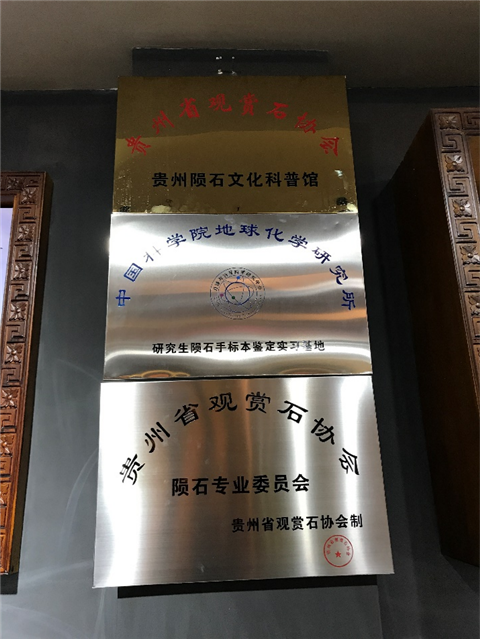 贵州省观赏石协会
贵州陨石文化科普馆
中国科学院地球化学研究所
研究生陨石手标本鉴定实习基地
贵州省观赏石协会
陨石专业委员会
贵州省观赏石协会制